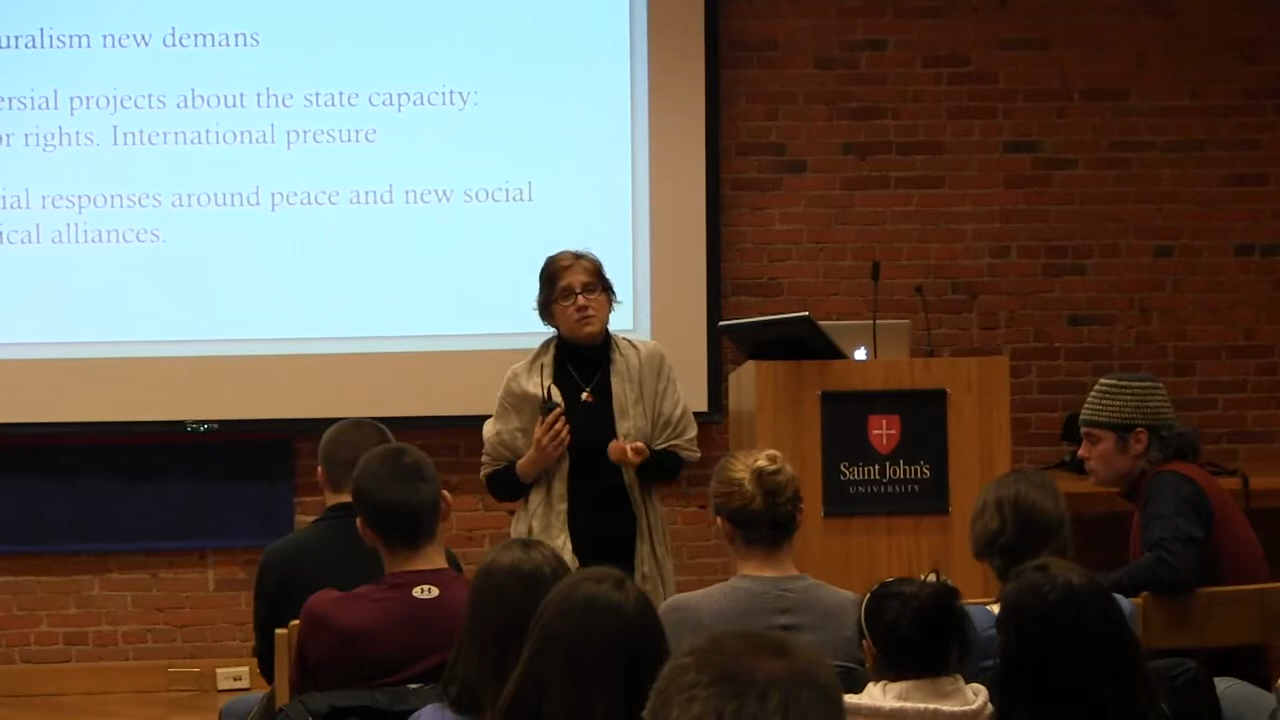 uralism new demans
ersial projects about the state capacity:
or rights. International presure
ial responses around peace and new social
ical alliances.
Saint John's
UNIVERSITY